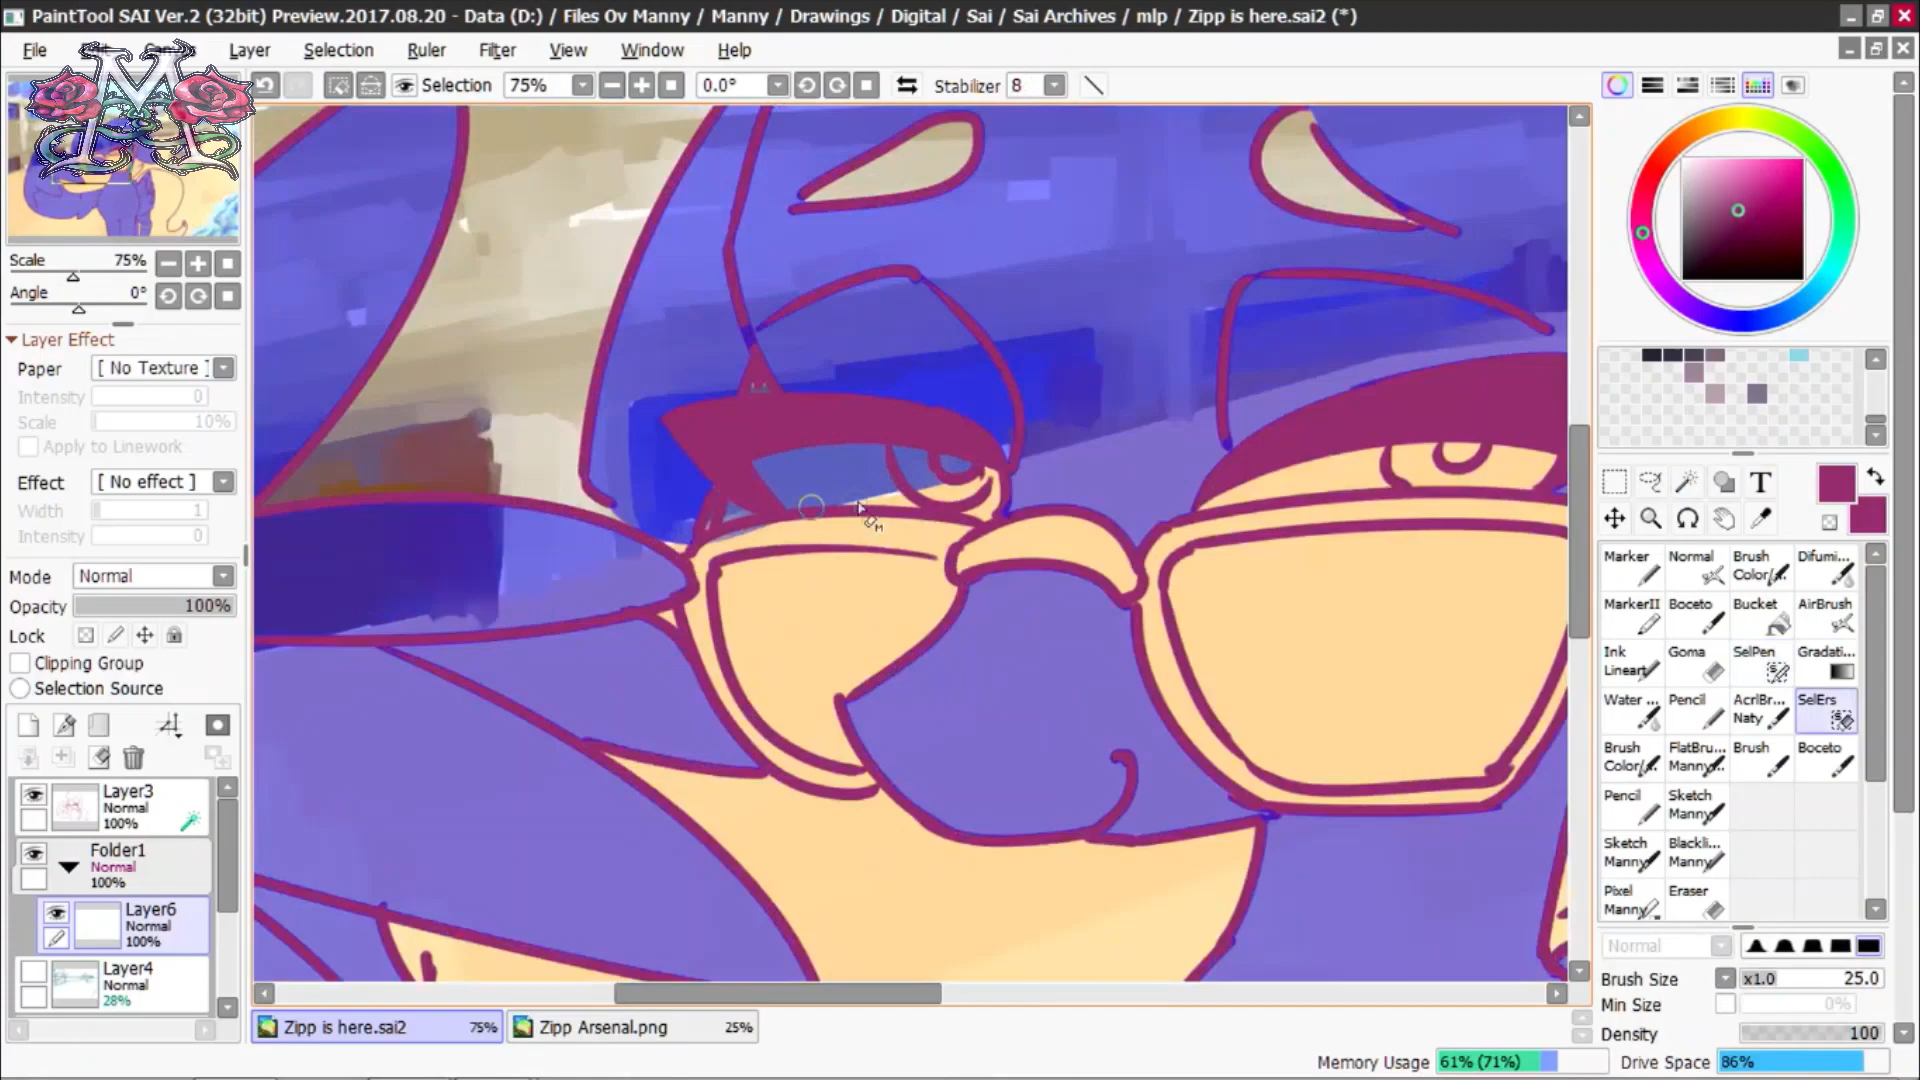 PaintTool SAI Ver.2 (32bit) Preview.2017.08.20 - Data (D:) / Files Ov Manny / Manny / Drawings / Digital / Sai / Sai Archives / mlp / Zipp is here.sai2 (*)
File Layer Selection Ruler Filter View Window Help
M
Selection 75% 0.0° Stabilizer 8
Scale 75%
Angle 0°
Layer Effect
Paper [ No Texture ]
Intensity 0
Scale 10%
Apply to Linework
Effect [ No effect ]
Width 1
Intensity 0
Mode Normal
Opacity 100%
Lock
Clipping Group
Selection Source
Layer3
Normal
100%
Folder1
Normal
100%
Layer6
Normal
100%
Layer4
Normal
28%
Zipp is here.sai2 75% Zipp Arsenal.png 25%
T
Marker Normal Brush Color/... Difumi...
MarkerII Boceto Bucket AirBrush
Ink Lineart Goma SelPen Gradati...
Water ... Pencil AcrlBr... Naty SelErs
Brush Color/... FlatBru... Manny Brush Boceto
Pencil Sketch Manny
Sketch Manny Blackli... Manny
Pixel Manny Eraser
Normal
Brush Size x1.0 25.0
Min Size 0%
Density 100
Memory Usage 61% (71%) Drive Space 86%